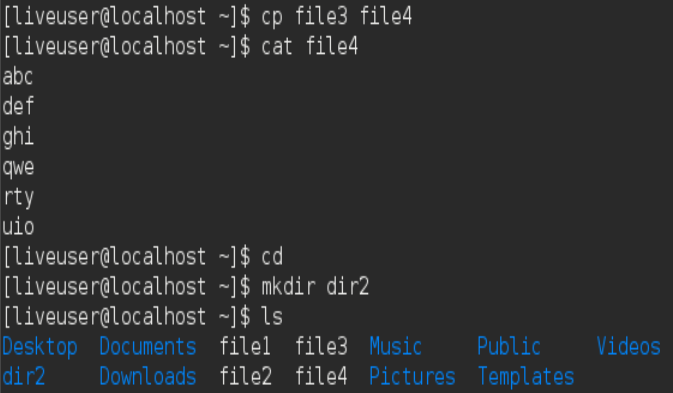 [liveuser@localhost ~]$ cp file3 file4
[liveuser@localhost ~]$ cat file4
abc
def
ghi
qwe
rty
uio
[liveuser@localhost ~]$ cd
[liveuser@localhost ~]$ mkdir dir2
[liveuser@localhost ~]$ ls
Desktop  Documents  file1  file3  Music     Public     Videos
dir2     Downloads  file2  file4  Pictures  Templates